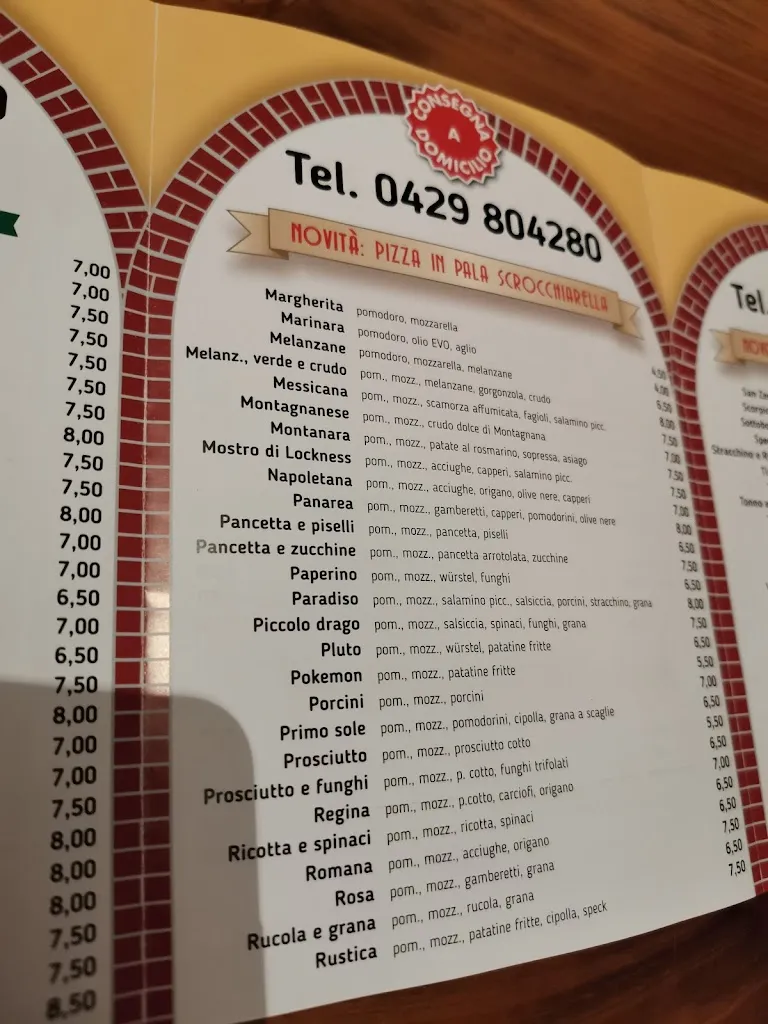 7,00
7,00
7,50
7,50
7,50
7,50
7,50
8,00
7,50
7,50
8,00
7,00
7,00
6,50
7,00
6,50
7,50
8,00
7,00
7,00
7,50
8,00
8,00
8,00
7,50
7,50
8,50
CONSEGNA
A
DOMICILIO
Tel. 0429 804280
NOVITÀ: PIZZA IN PALA SCROCCHIARELLA
Margherita pomodoro, mozzarella 4,50
Marinara pomodoro, olio EVO, aglio 4,00
Melanzane pomodoro, mozzarella, melanzane 6,50
Melanz., verde e crudo pom., mozz., melanzane, gorgonzola, crudo 8,00
Messicana pom., mozz., scamorza affumicata, fagioli, salamino picc. 7,50
Montagnanese pom., mozz., crudo dolce di Montagnana 7,00
Montanara pom., mozz., patate al rosmarino, sopressa, asiago 7,50
Mostro di Lockness pom., mozz., acciughe, capperi, salamino picc. 7,50
Napoletana pom., mozz., acciughe, origano, olive nere, capperi 7,00
Panarea pom., mozz., gamberetti, capperi, pomodorini, olive nere 8,00
Pancetta e piselli pom., mozz., pancetta, piselli 6,50
Pancetta e zucchine pom., mozz., pancetta arrotolata, zucchine 7,50
Paperino pom., mozz., würstel, funghi 6,50
Paradiso pom., mozz., salamino picc., salsiccia, porcini, stracchino, grana 8,00
Piccolo drago pom., mozz., salsiccia, spinaci, funghi, grana 7,50
Pluto pom., mozz., würstel, patatine fritte 6,50
Pokemon pom., mozz., patatine fritte 5,50
Porcini pom., mozz., porcini 7,00
Primo sole pom., mozz., pomodorini, cipolla, grana a scaglie 6,50
Prosciutto pom., mozz., prosciutto cotto 5,50
Prosciutto e funghi pom., mozz., p. cotto, funghi trifolati 6,50
Regina pom., mozz., p.cotto, carciofi, origano 7,00
Ricotta e spinaci pom., mozz., ricotta, spinaci 6,50
Romana pom., mozz., acciughe, origano 6,50
Rosa pom., mozz., gamberetti, grana 7,50
Rucola e grana pom., mozz., rucola, grana 6,50
Rustica pom., mozz., patatine fritte, cipolla, speck 7,50
Tel.